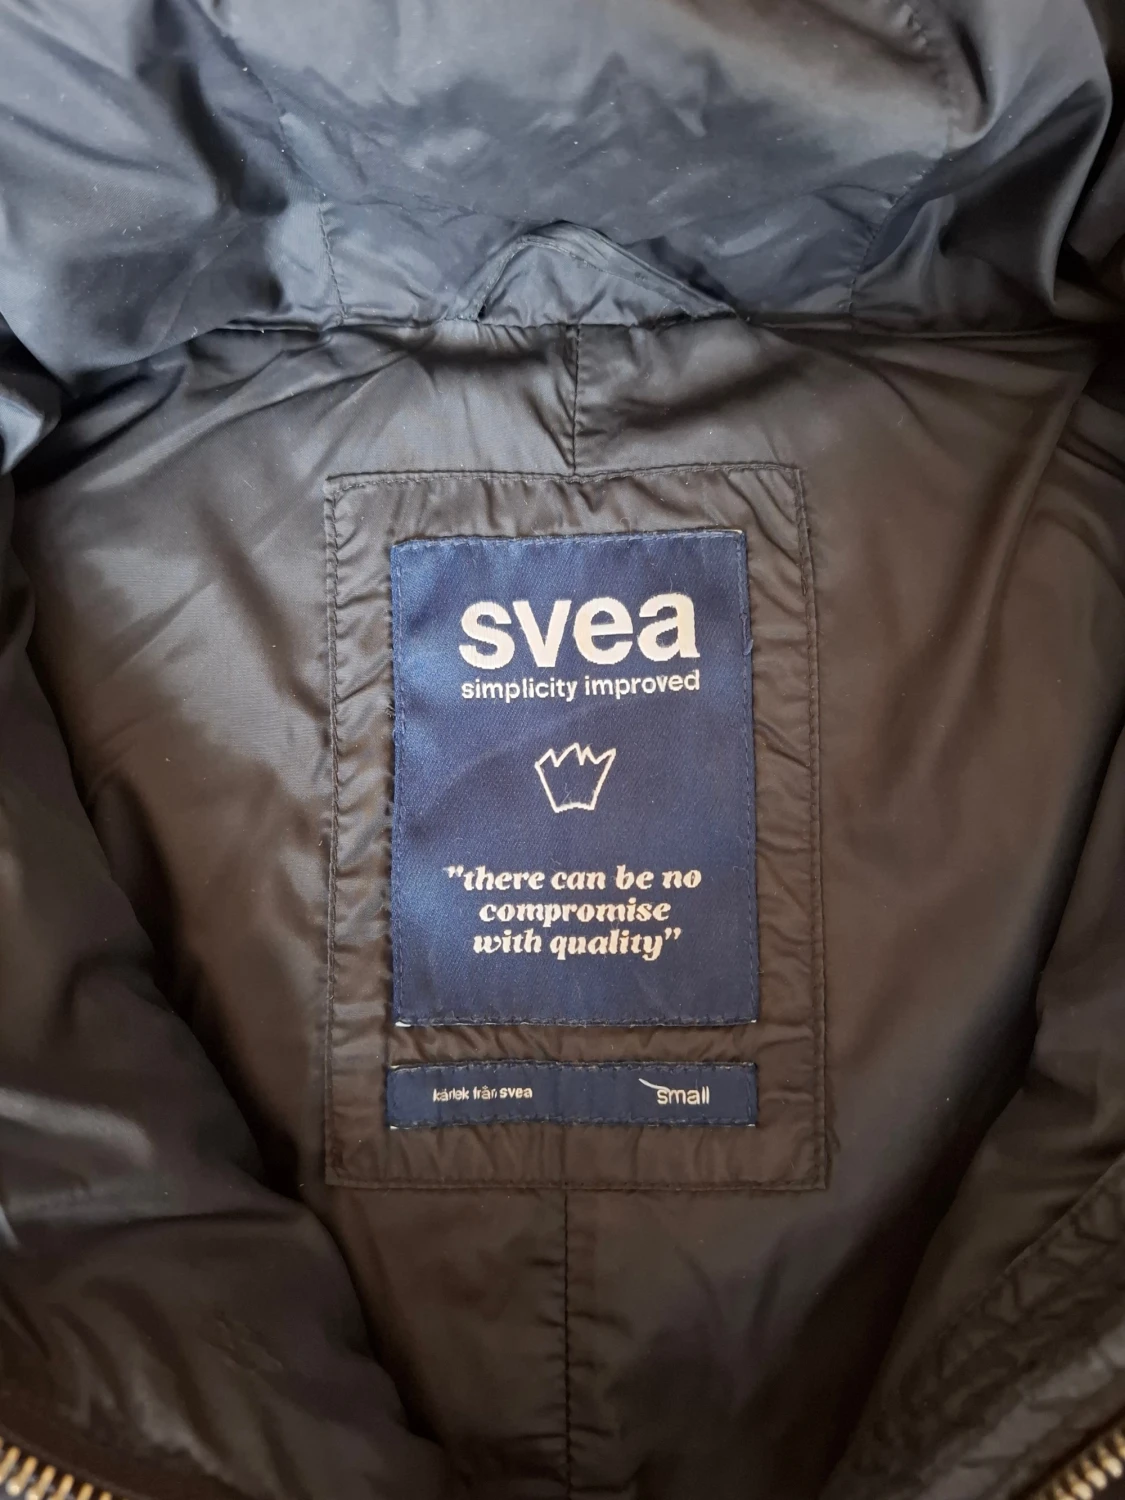 svea
simplicity improved
"there can be no
compromise
with quality"
kärlek från svea
small